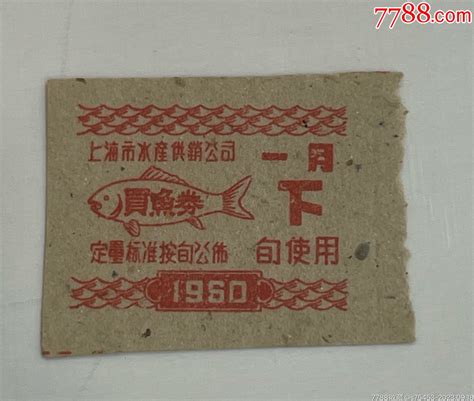 7788.com
上海市水産供銷公司
一月
買魚券
下
定量标准按旬公佈
旬使用
1960